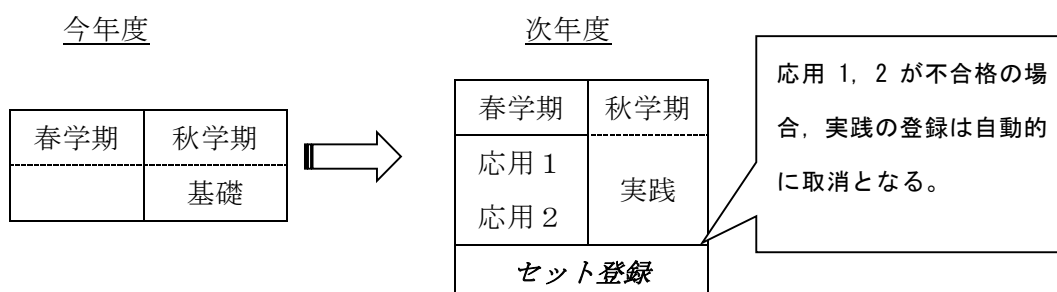 今年度
春学期
秋学期
基礎
次年度
春学期
秋学期
応用１
応用２
実践
セット登録
応用 1, 2 が不合格の場
合, 実践の登録は自動的
に取消となる。